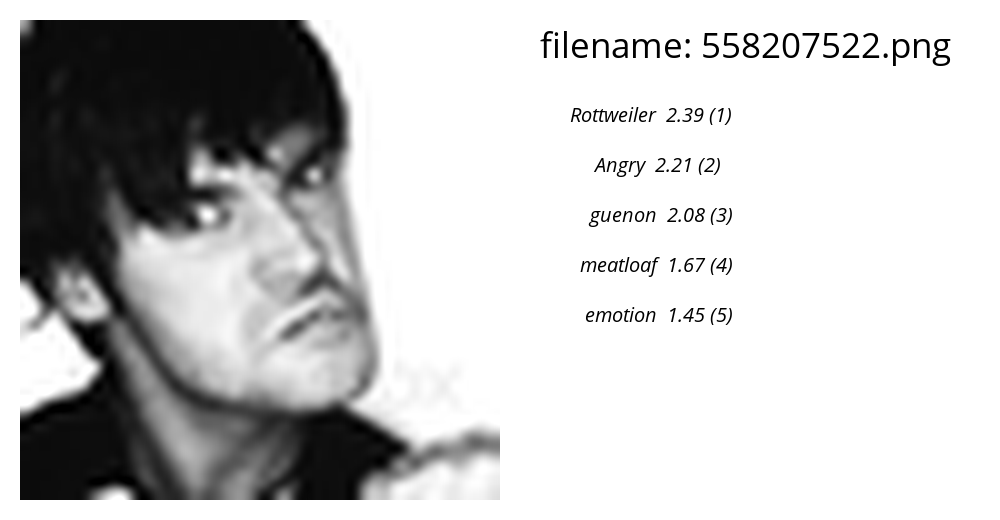 filename: 558207522.png
Rottweiler 2.39 (1)
Angry 2.21 (2)
guenon 2.08 (3)
meatloaf 1.67 (4)
emotion 1.45 (5)